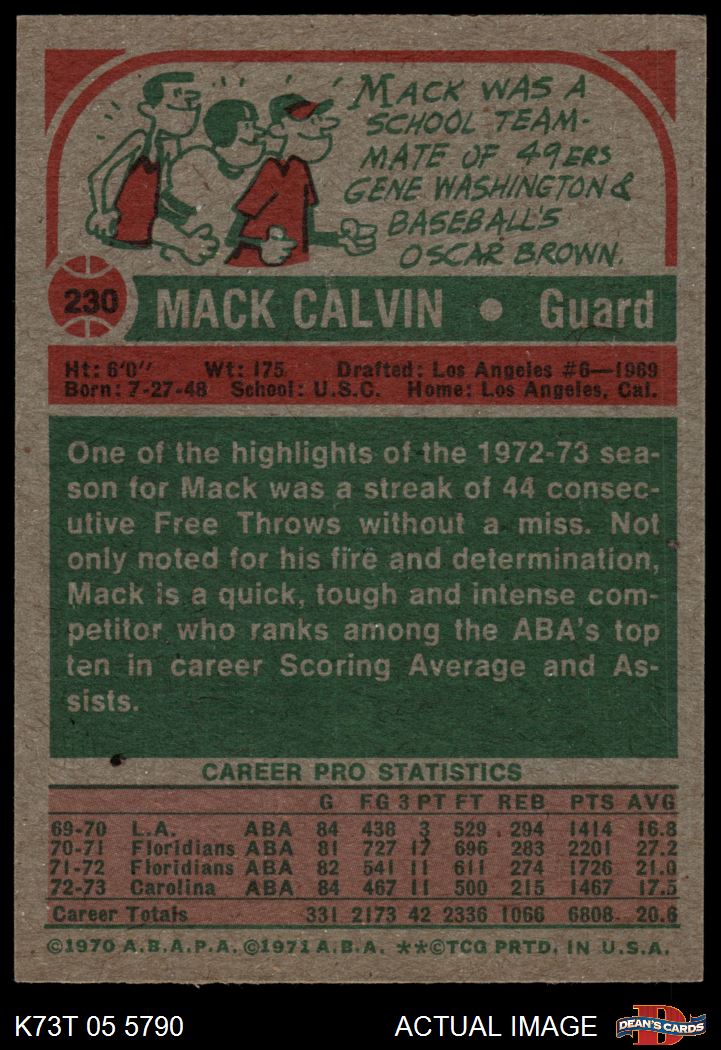 MACK WAS A
SCHOOL TEAM-
MATE OF 49ERS
GENE WASHINGTON &
BASEBALL'S
OSCAR BROWN.
230 MACK CALVIN • Guard
Ht: 6'0" Wt: 175 Drafted: Los Angeles #6—1969
Born: 7-27-48 School: U.S.C. Home: Los Angeles, Cal.
One of the highlights of the 1972-73 sea-
son for Mack was a streak of 44 consec-
utive Free Throws without a miss. Not
only noted for his fire and determination,
Mack is a quick, tough and intense com-
petitor who ranks among the ABA's top
ten in career Scoring Average and As-
sists.
CAREER PRO STATISTICS
G FG 3 PT FT REB PTS AVG
69-70 L.A. ABA 84 438 3 529 294 1414 16.8
70-71 Floridians ABA 81 727 17 696 283 2201 27.2
71-72 Floridians ABA 82 541 11 611 274 1726 21.0
72-73 Carolina ABA 84 467 11 500 215 1467 17.5
Career Totals 331 2173 42 2336 1066 6808 20.6
©1970 A.B.A.P.A. ©1971 A.B.A. **©TCG PRTD. IN U.S.A.
K73T 05 5790 ACTUAL IMAGE D DEAN'S CARDS